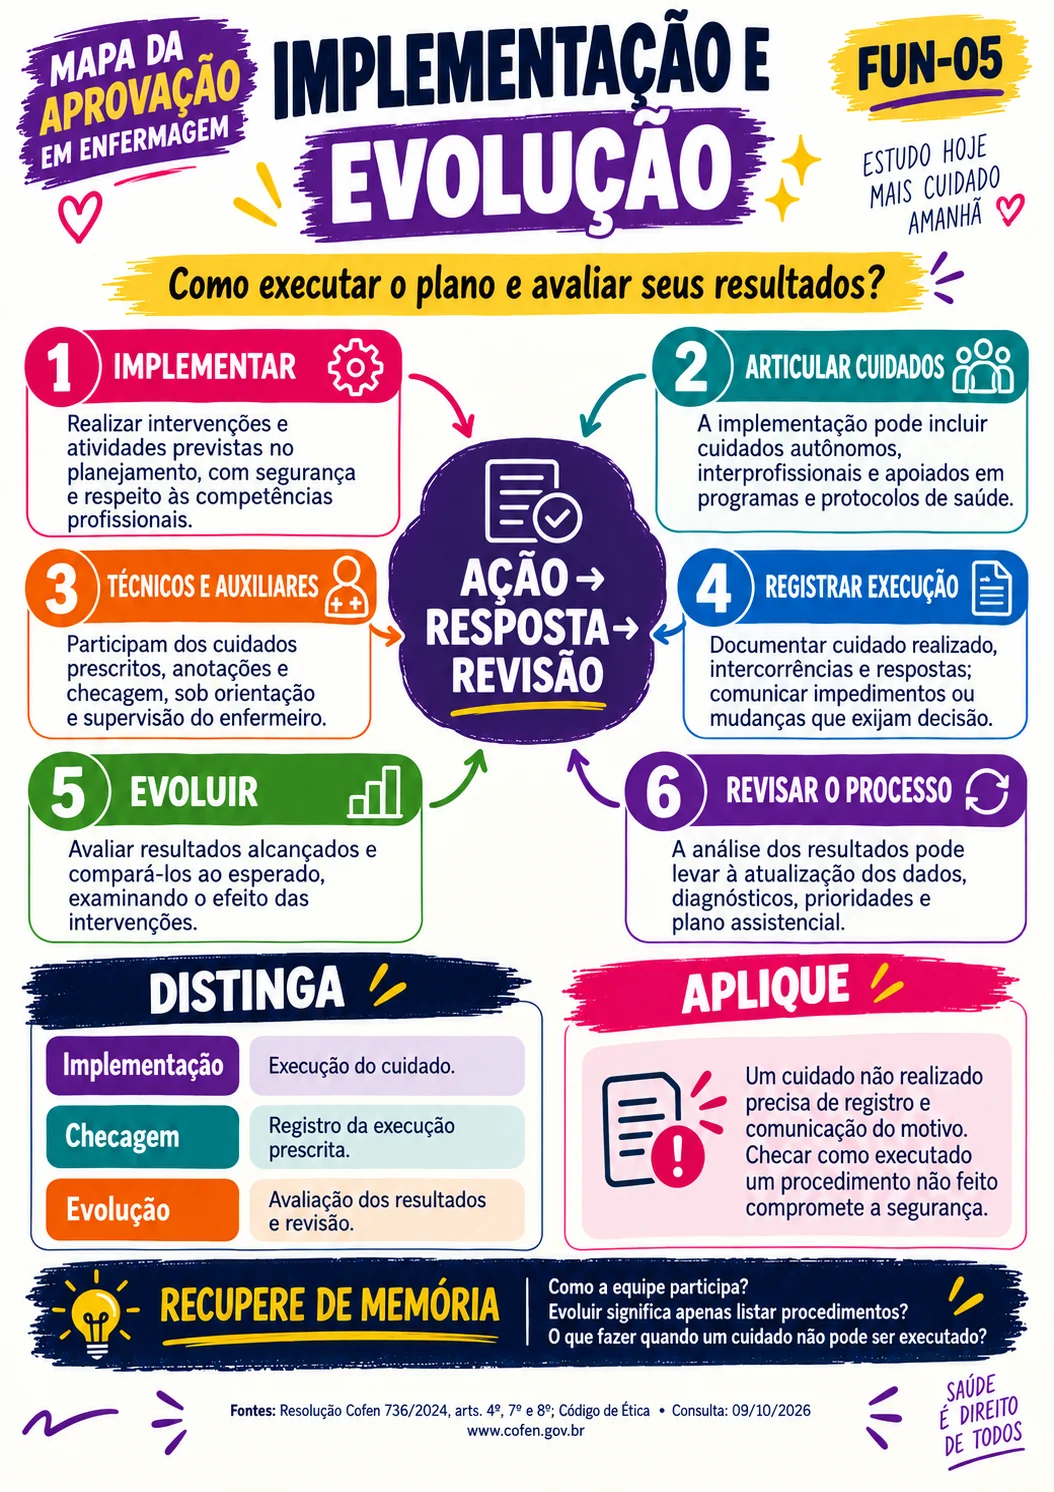 MAPA DA
APROVAÇÃO
EM ENFERMAGEM
IMPLEMENTAÇÃO E
EVOLUÇÃO
FUN-05
ESTUDO HOJE
MAIS CUIDADO
AMANHÃ
Como executar o plano e avaliar seus resultados?
1 IMPLEMENTAR
Realizar intervenções e
atividades previstas no
planejamento, com segurança
e respeito às competências
profissionais.
2 ARTICULAR CUIDADOS
A implementação pode incluir
cuidados autônomos,
interprofissionais e apoiados em
programas e protocolos de saúde.
AÇÃO →
RESPOSTA →
REVISÃO
3 TÉCNICOS E AUXILIARES
Participam dos cuidados
prescritos, anotações e
checagem, sob orientação
e supervisão do enfermeiro.
4 REGISTRAR EXECUÇÃO
Documentar cuidado realizado,
intercorrências e respostas;
comunicar impedimentos ou
mudanças que exijam decisão.
5 EVOLUIR
Avaliar resultados alcançados e
compará-los ao esperado,
examinando o efeito das
intervenções.
6 REVISAR O PROCESSO
A análise dos resultados pode
levar à atualização dos dados,
diagnósticos, prioridades e
plano assistencial.
DISTINGA
Implementação
Execução do cuidado.
Checagem
Registro da execução
prescrita.
Evolução
Avaliação dos resultados
e revisão.
APLIQUE
Um cuidado não realizado
precisa de registro e
comunicação do motivo.
Checar como executado
um procedimento não feito
compromete a segurança.
RECUPERE DE MEMÓRIA
Como a equipe participa?
Evoluir significa apenas listar procedimentos?
O que fazer quando um cuidado não pode ser executado?
Fontes: Resolução Cofen 736/2024, arts. 4º, 7º e 8º; Código de Ética • Consulta: 09/10/2026
www.cofen.gov.br
SAÚDE
É DIREITO
DE TODOS